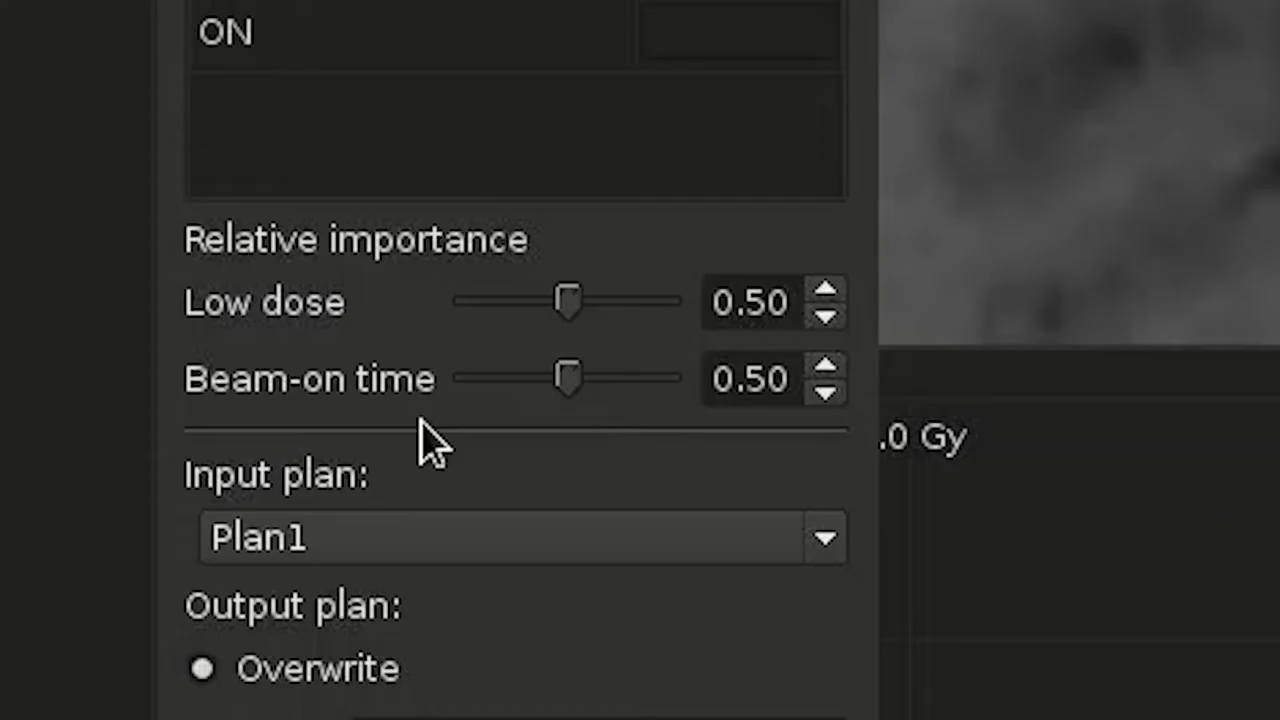 ON
Relative importance
Low dose 0.50
Beam-on time 0.50
.0 Gy
Input plan:
Plan1
Output plan:
Overwrite